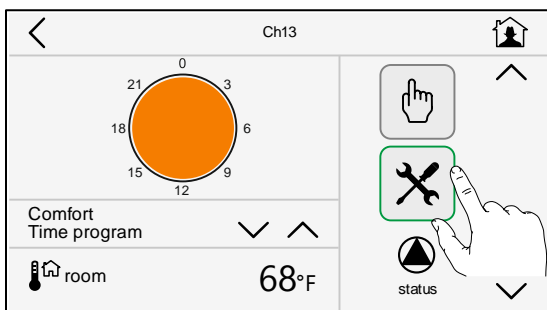 Ch13
0
21 3
18 6
15 9
12
Comfort
Time program
room 68°F
status